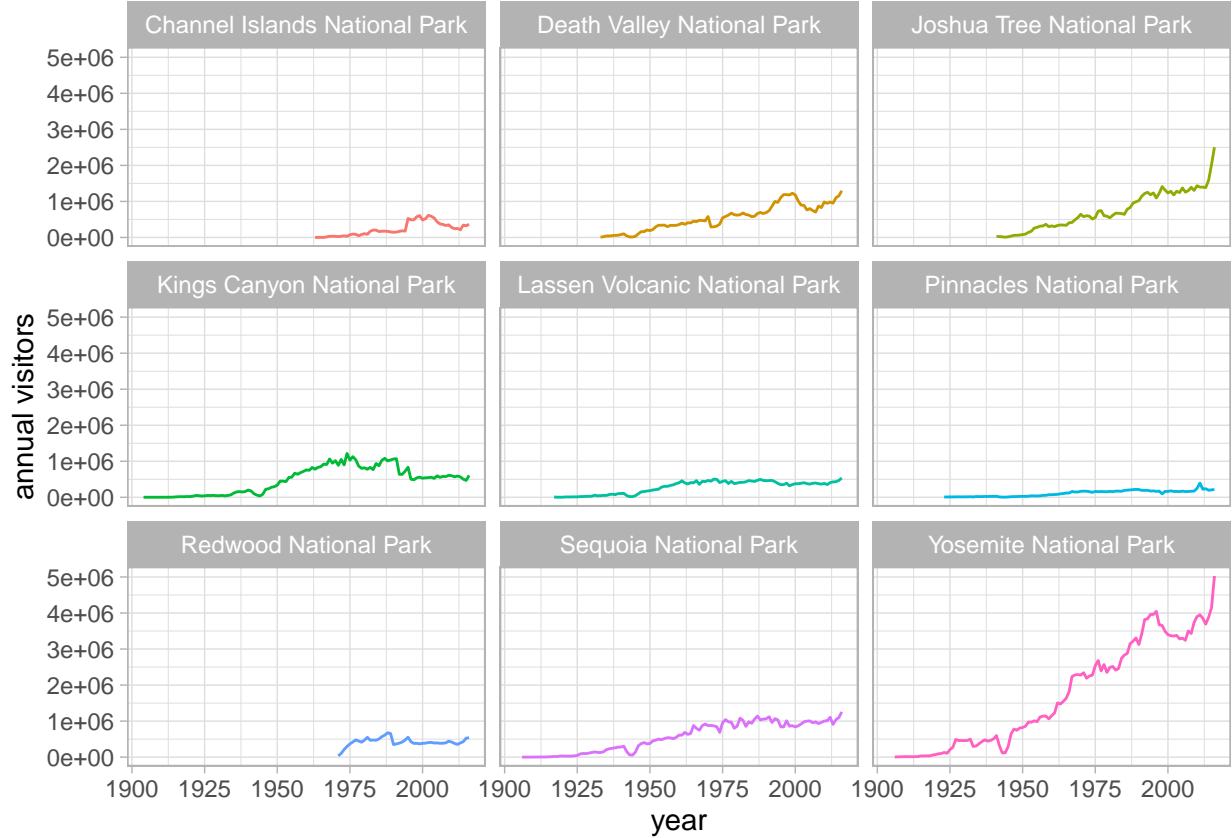 Channel Islands National Park
Death Valley National Park
Joshua Tree National Park
5e+06
4e+06
3e+06
2e+06
1e+06
0e+00
Kings Canyon National Park
Lassen Volcanic National Park
Pinnacles National Park
5e+06
4e+06
3e+06
2e+06
1e+06
0e+00
annual visitors
Redwood National Park
Sequoia National Park
Yosemite National Park
5e+06
4e+06
3e+06
2e+06
1e+06
0e+00
1900 1925 1950 1975 2000
1900 1925 1950 1975 2000
1900 1925 1950 1975 2000
year